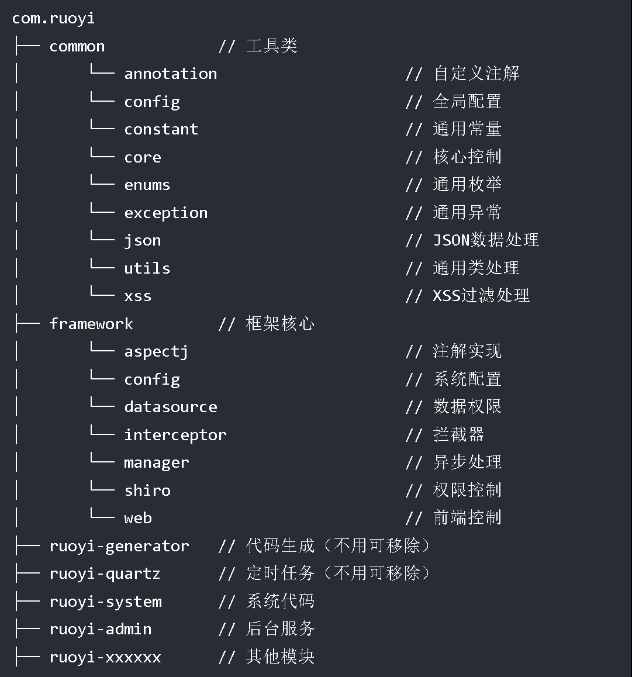 com.ruoyi
├── common // 工具类
│ └── annotation // 自定义注解
│ └── config // 全局配置
│ └── constant // 通用常量
│ └── core // 核心控制
│ └── enums // 通用枚举
│ └── exception // 通用异常
│ └── json // JSON数据处理
│ └── utils // 通用类处理
│ └── xss // XSS过滤处理
├── framework // 框架核心
│ └── aspectj // 注解实现
│ └── config // 系统配置
│ └── datasource // 数据权限
│ └── interceptor // 拦截器
│ └── manager // 异步处理
│ └── shiro // 权限控制
│ └── web // 前端控制
├── ruoyi-generator // 代码生成（不用可移除）
├── ruoyi-quartz // 定时任务（不用可移除）
├── ruoyi-system // 系统代码
├── ruoyi-admin // 后台服务
├── ruoyi-xxxxxx // 其他模块